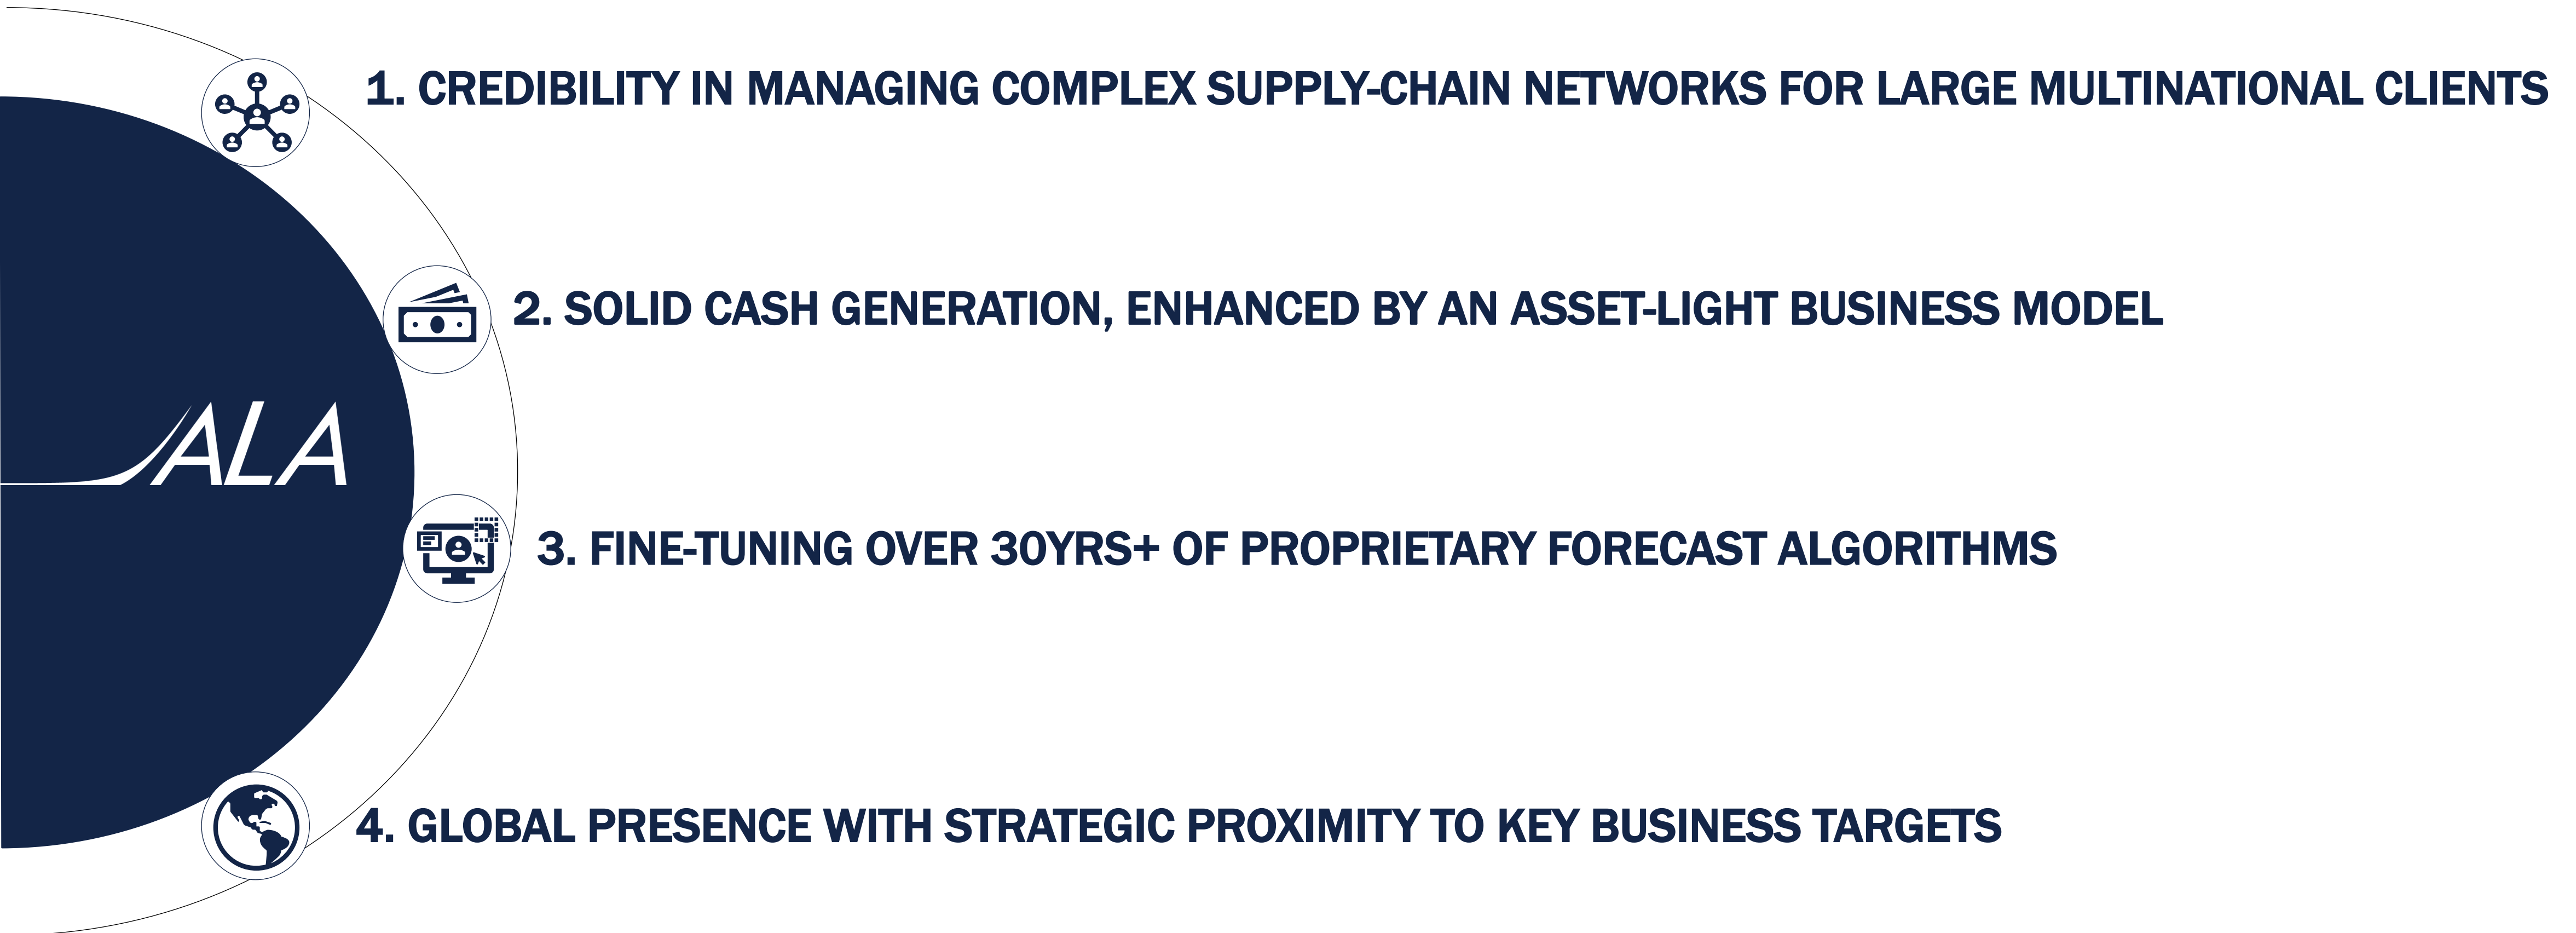 1. CREDIBILITY IN MANAGING COMPLEX SUPPLY-CHAIN NETWORKS FOR LARGE MULTINATIONAL CLIENTS
2. SOLID CASH GENERATION, ENHANCED BY AN ASSET-LIGHT BUSINESS MODEL
ALA
3. FINE-TUNING OVER 30YRS+ OF PROPRIETARY FORECAST ALGORITHMS
4. GLOBAL PRESENCE WITH STRATEGIC PROXIMITY TO KEY BUSINESS TARGETS